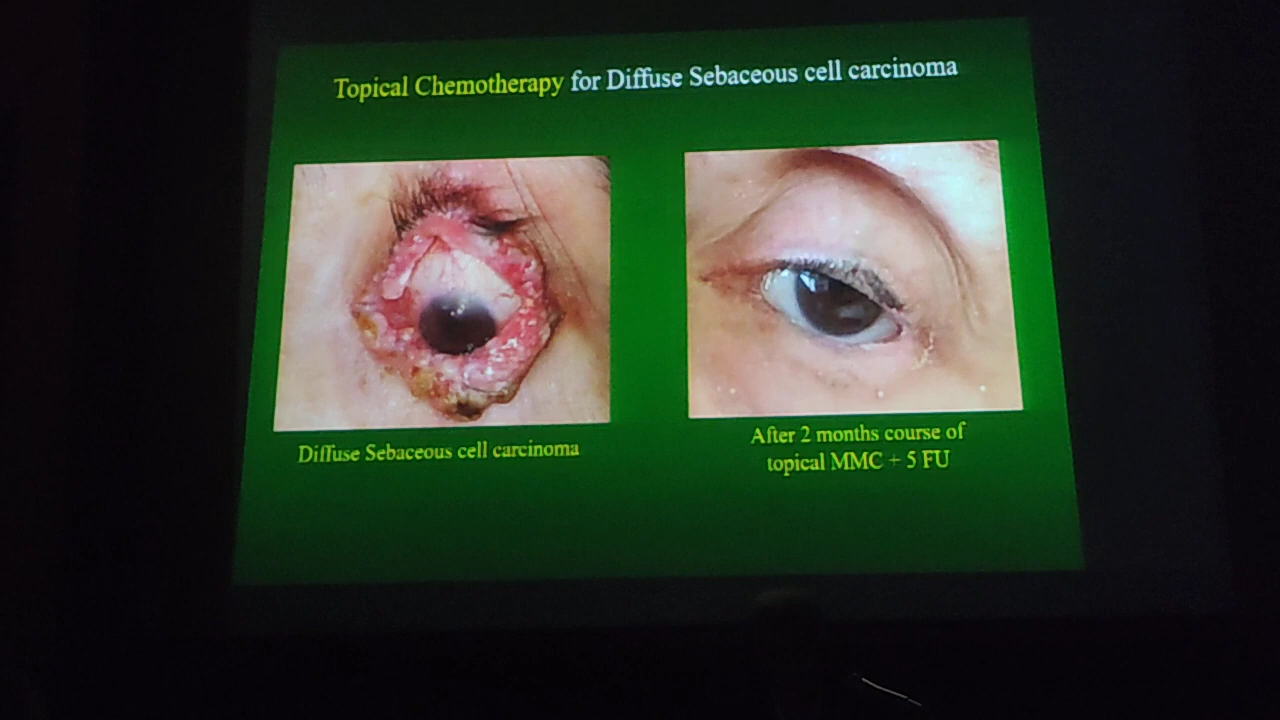 Topical Chemotherapy for Diffuse Sebaceous cell carcinoma
Diffuse Sebaceous cell carcinoma
After 2 months course of
topical MMC + 5 FU